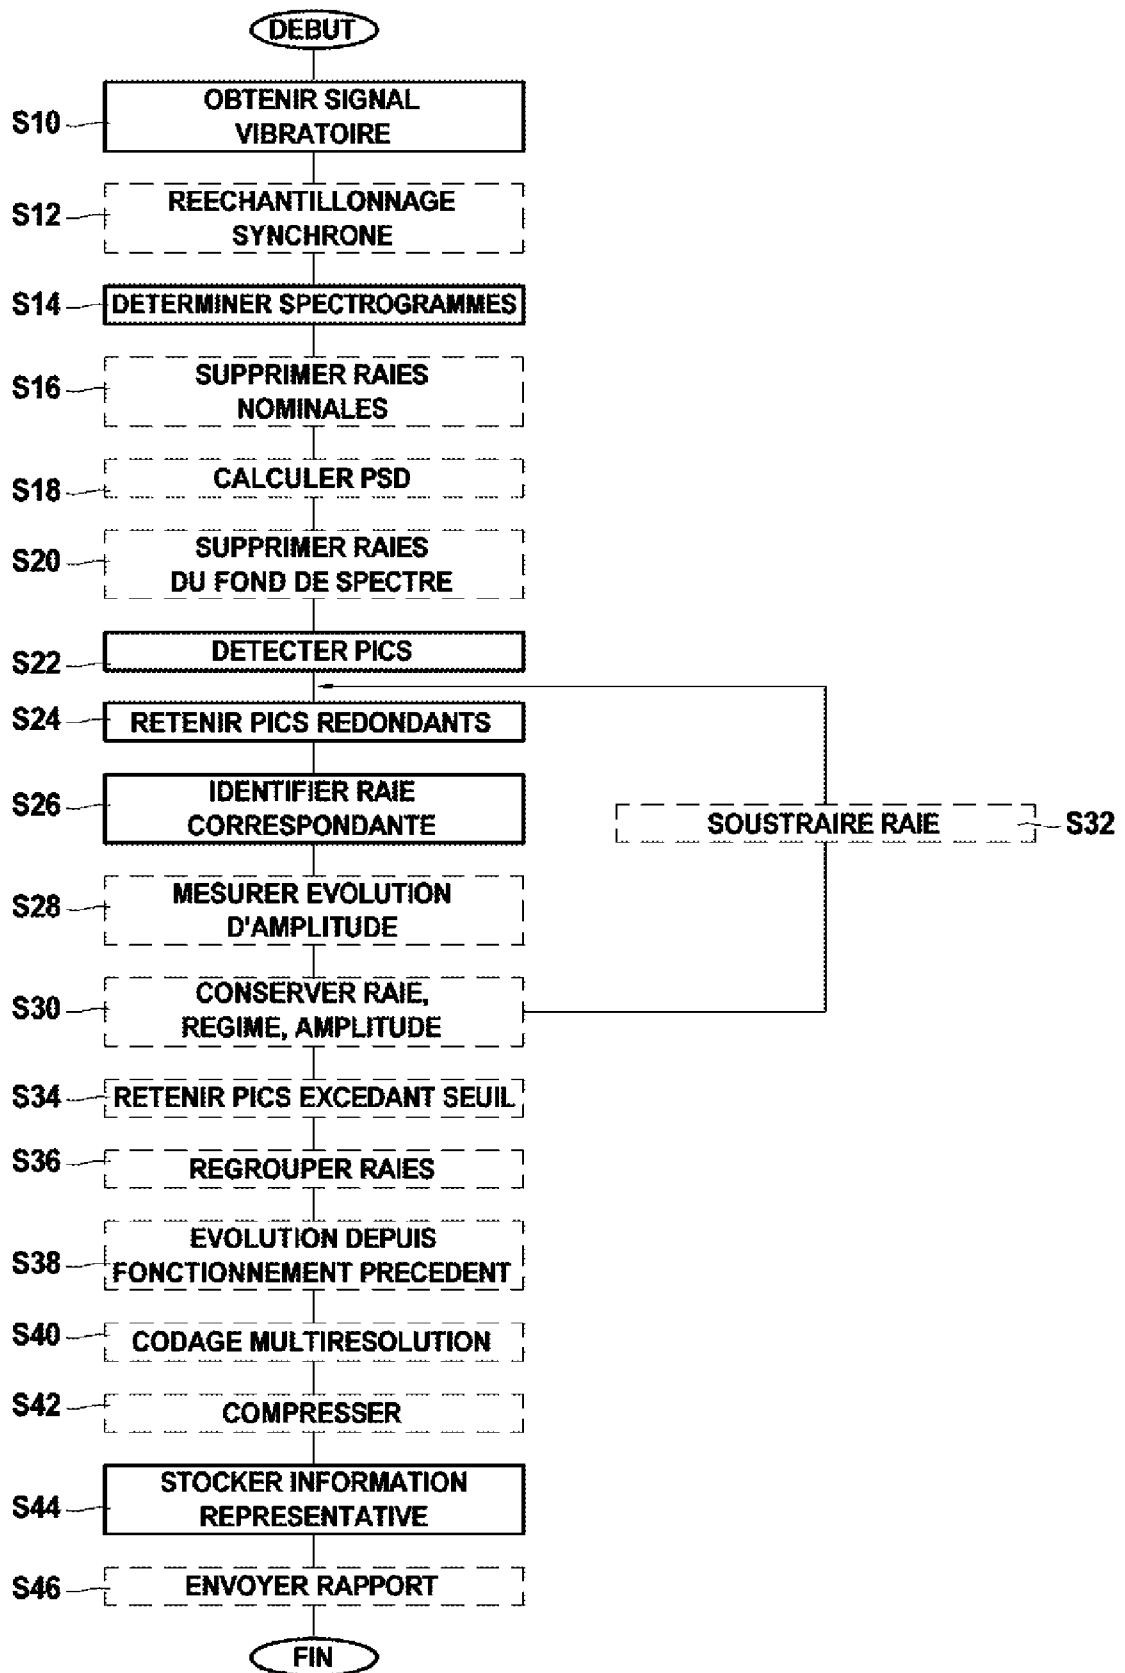 DEBUT
S10
OBTENIR SIGNAL
VIBRATOIRE
S12
REECHANTILLONNAGE
SYNCHRONE
S14
DETERMINER SPECTROGRAMMES
S16
SUPPRIMER RAIES
NOMINALES
S18
CALCULER PSD
S20
SUPPRIMER RAIES
DU FOND DE SPECTRE
S22
DETECTER PICS
S24
RETENIR PICS REDONDANTS
S26
IDENTIFIER RAIE
CORRESPONDANTE
SOUSTRAIRE RAIE
S32
S28
MESURER EVOLUTION
D'AMPLITUDE
S30
CONSERVER RAIE,
REGIME, AMPLITUDE
S34
RETENIR PICS EXCEDANT SEUIL
S36
REGROUPER RAIES
S38
EVOLUTION DEPUIS
FONCTIONNEMENT PRECEDENT
S40
CODAGE MULTIRESOLUTION
S42
COMPRESSER
S44
STOCKER INFORMATION
REPRESENTATIVE
S46
ENVOYER RAPPORT
FIN